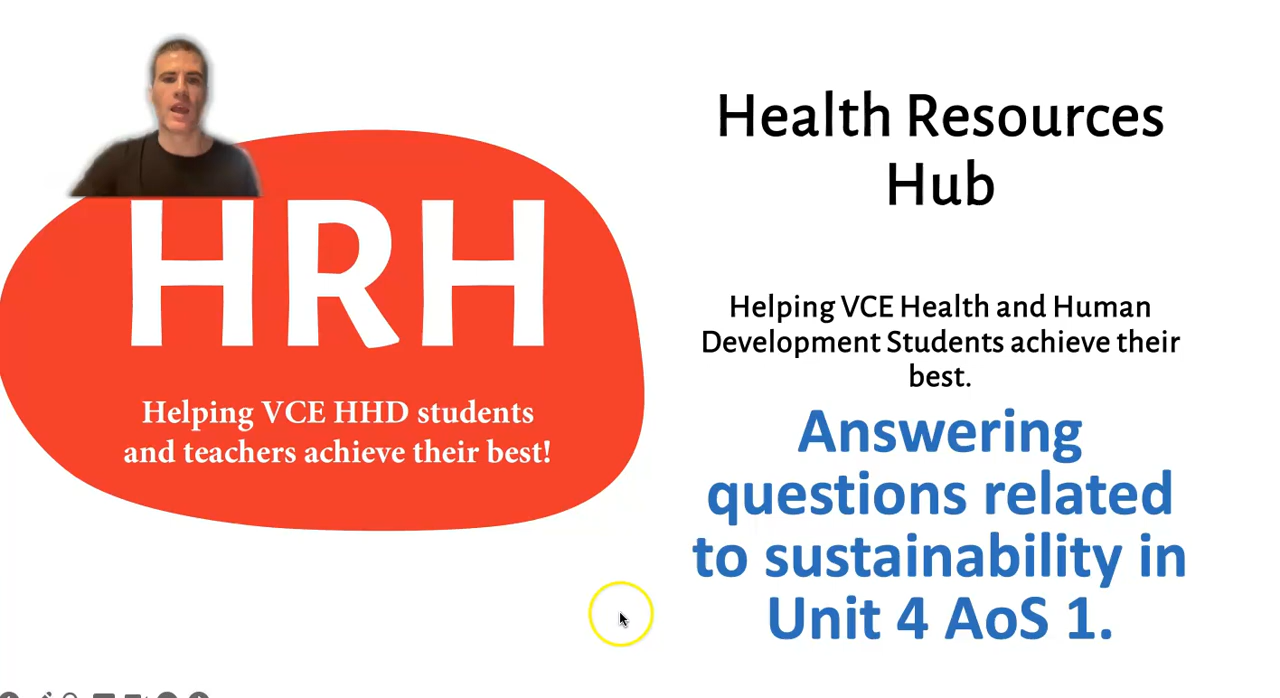 HRH
Helping VCE HHD students
and teachers achieve their best!
Health Resources
Hub
Helping VCE Health and Human
Development Students achieve their
best.
Answering
questions related
to sustainability in
Unit 4 AoS 1.